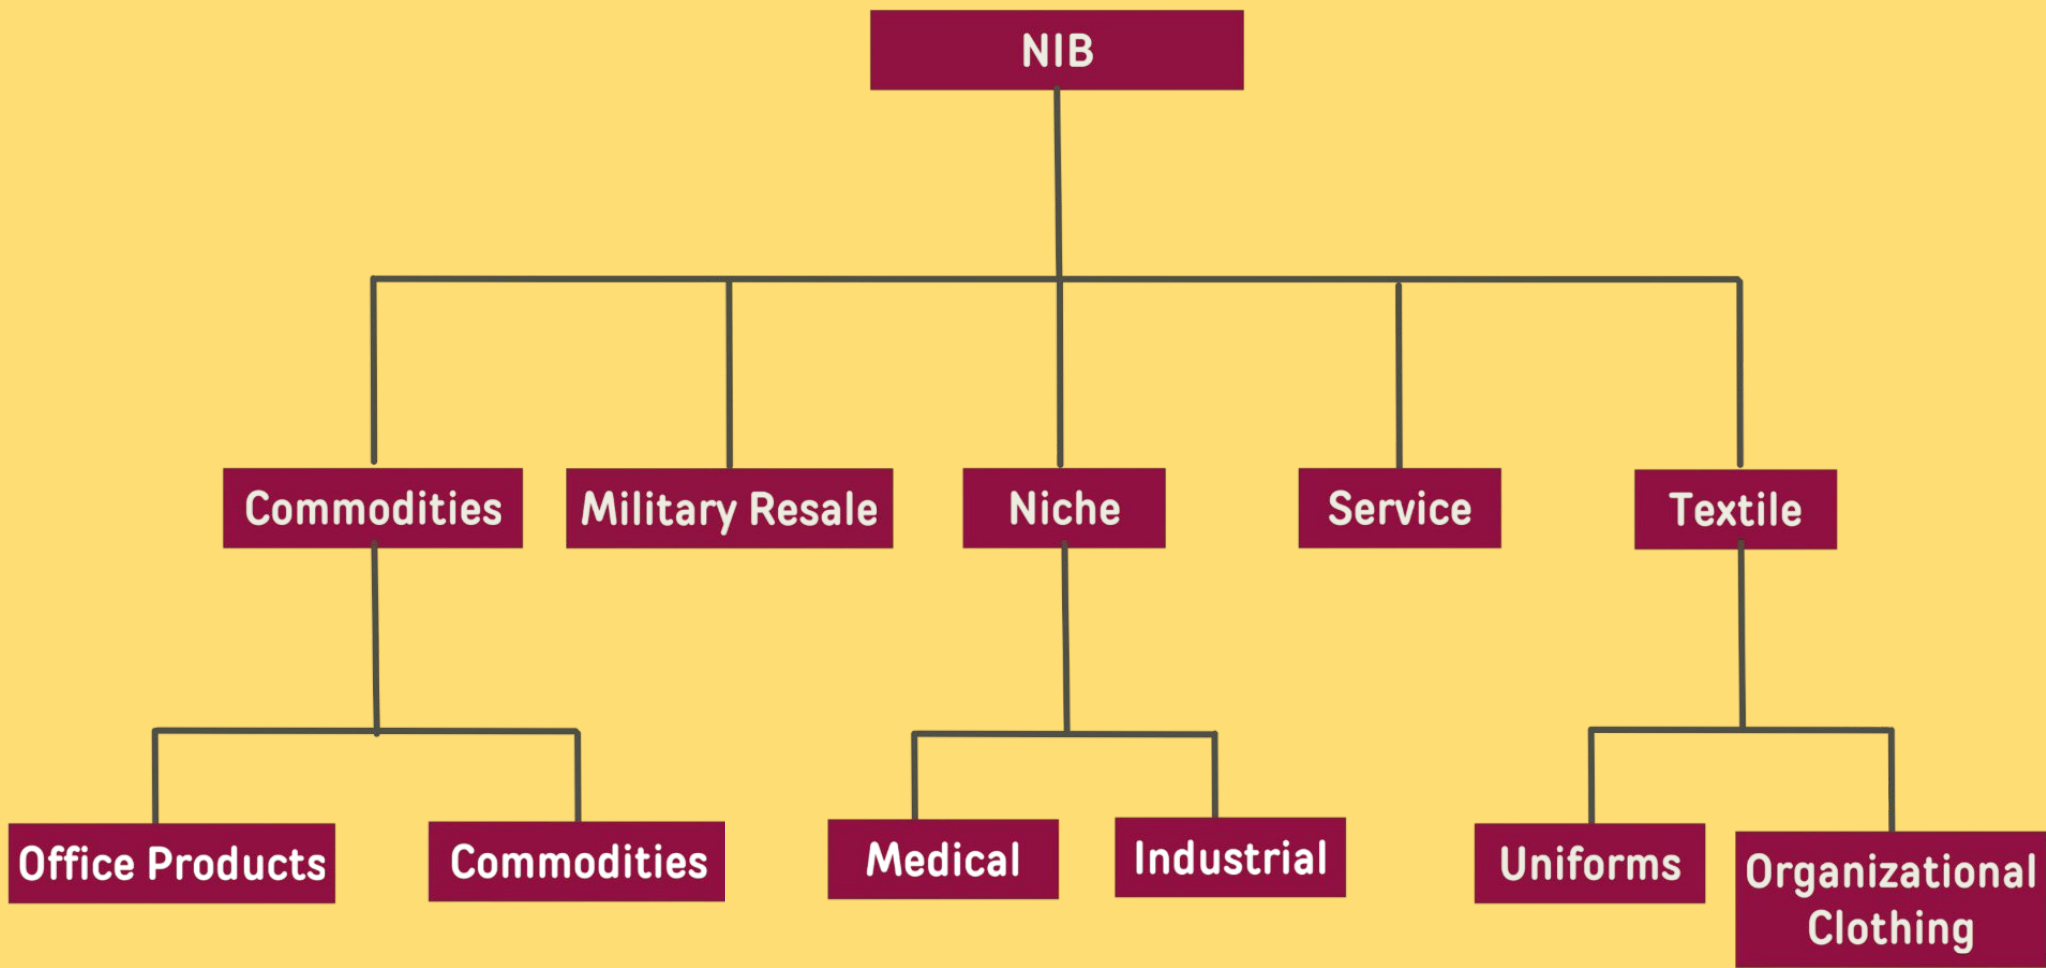 NIB
Commodities
Military Resale
Niche
Service
Textile
Office Products
Commodities
Medical
Industrial
Uniforms
Organizational
Clothing